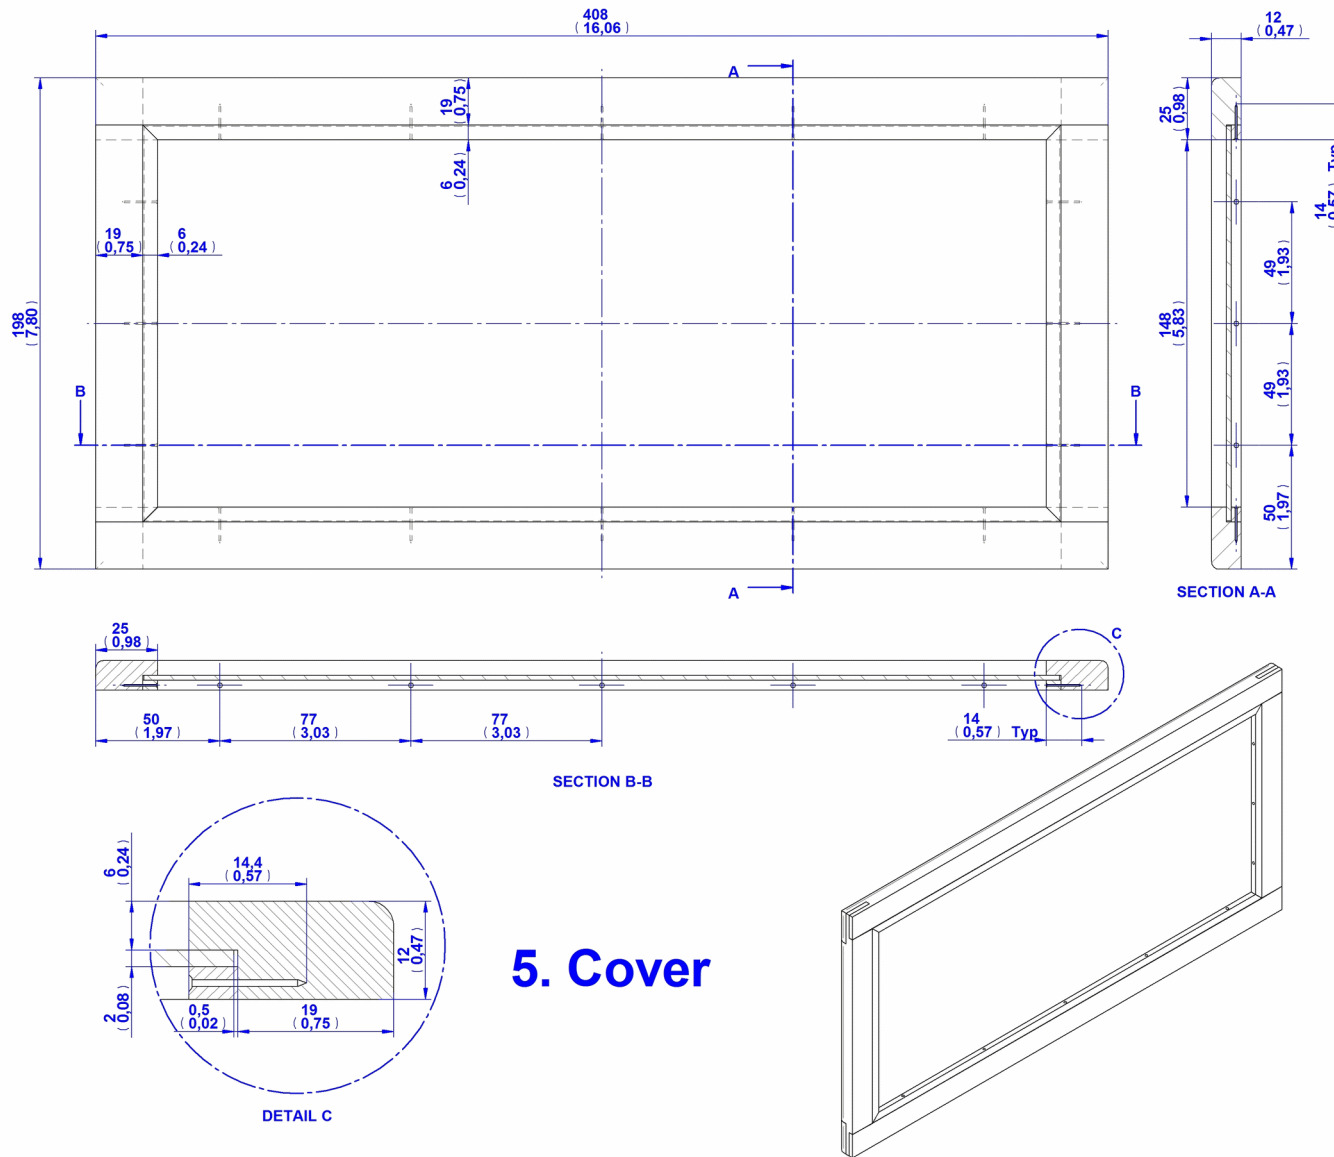 408
( 16,06 )
12
( 0,47 )
A
19
( 0,75 )
6
( 0,24 )
25
( 0,98 )
14
( 0,57 ) Typ
19
( 0,75 )
6
( 0,24 )
49
( 1,93 )
198
( 7,80 )
148
( 5,83 )
B
B
49
( 1,93 )
50
( 1,97 )
A
SECTION A-A
25
( 0,98 )
C
50
( 1,97 )
77
( 3,03 )
77
( 3,03 )
14
( 0,57 ) Typ
SECTION B-B
6
( 0,24 )
14,4
( 0,57 )
12
( 0,47 )
2
( 0,08 )
0,5
( 0,02 )
19
( 0,75 )
5. Cover
DETAIL C